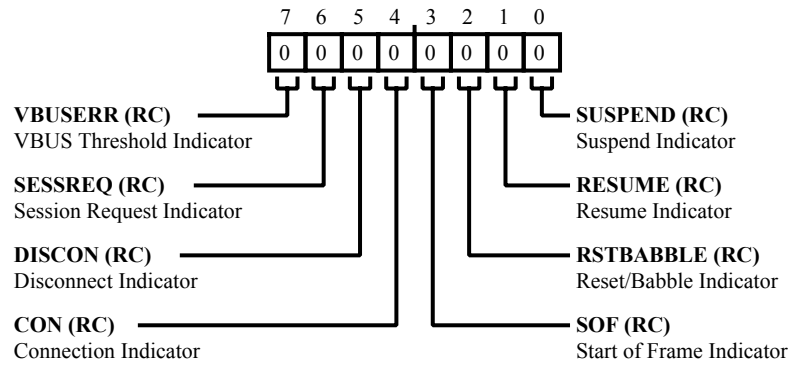 7 6 5 4 3 2 1 0
0 0 0 0 0 0 0 0
VBUSERR (RC)
VBUS Threshold Indicator
SESSREQ (RC)
Session Request Indicator
DISCON (RC)
Disconnect Indicator
CON (RC)
Connection Indicator
SUSPEND (RC)
Suspend Indicator
RESUME (RC)
Resume Indicator
RSTBABBLE (RC)
Reset/Babble Indicator
SOF (RC)
Start of Frame Indicator